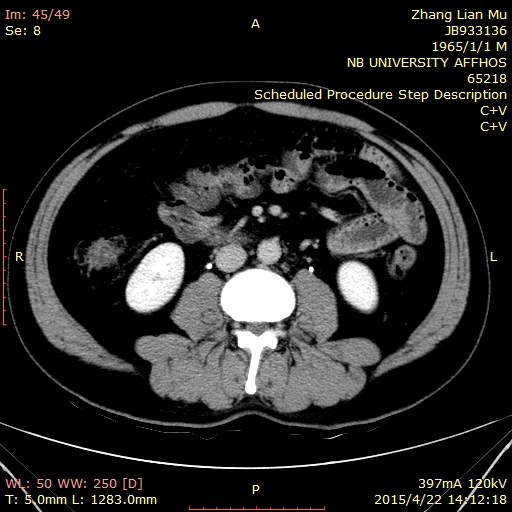 Im: 45/49
Se: 8
A
Zhang Lian Mu
JB933136
1965/1/1 M
NB UNIVERSITY AFFHOS
65218
Scheduled Procedure Step Description
C+V
C+V
R
L
WL: 50 WW: 250 [D]
T: 5.0mm L: 1283.0mm
P
397mA 120kV
2015/4/22 14:12:18